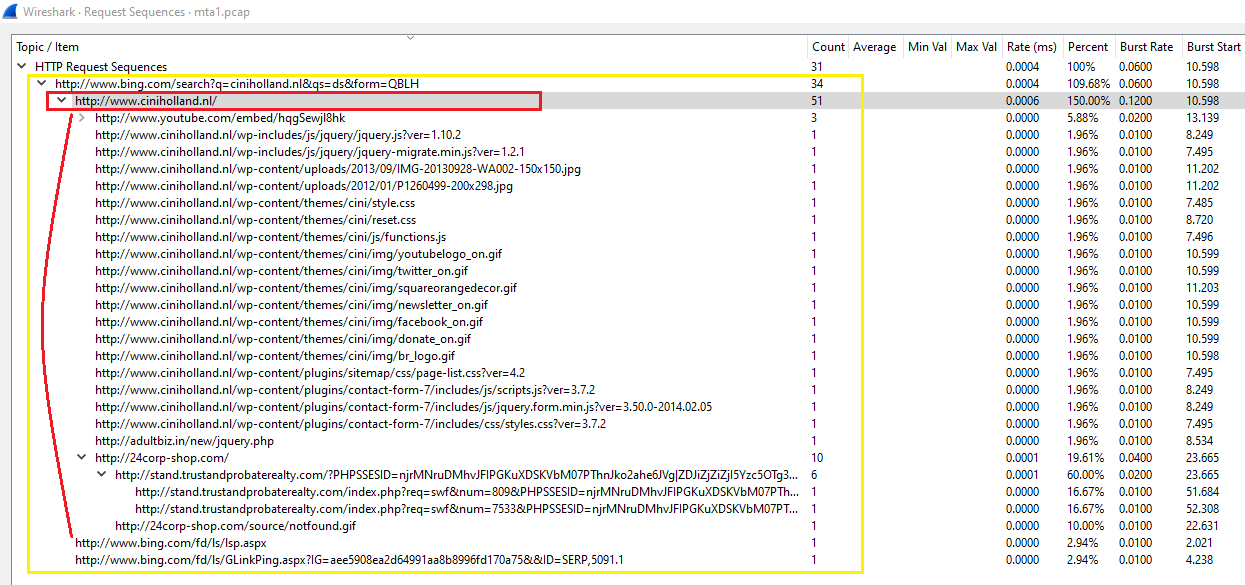 Wireshark · Request Sequences · mta1.pcap
Topic / Item Count Average Min Val Max Val Rate (ms) Percent Burst Rate Burst Start
HTTP Request Sequences 31 0.0004 100% 0.0600 10.598
http://www.bing.com/search?q=ciniholland.nl&qs=ds&form=QBLH 34 0.0004 109.68% 0.0600 10.598
http://www.ciniholland.nl/ 51 0.0006 150.00% 0.1200 10.598
http://www.youtube.com/embed/hqgSewjl8hk 3 0.0000 5.88% 0.0200 13.139
http://www.ciniholland.nl/wp-includes/js/jquery/jquery.js?ver=1.10.2 1 0.0000 1.96% 0.0100 8.249
http://www.ciniholland.nl/wp-includes/js/jquery/jquery-migrate.min.js?ver=1.2.1 1 0.0000 1.96% 0.0100 7.495
http://www.ciniholland.nl/wp-content/uploads/2013/09/IMG-20130928-WA002-150x150.jpg 1 0.0000 1.96% 0.0100 11.202
http://www.ciniholland.nl/wp-content/uploads/2012/01/P1260499-200x298.jpg 1 0.0000 1.96% 0.0100 11.202
http://www.ciniholland.nl/wp-content/themes/cini/style.css 1 0.0000 1.96% 0.0100 7.485
http://www.ciniholland.nl/wp-content/themes/cini/reset.css 1 0.0000 1.96% 0.0100 8.720
http://www.ciniholland.nl/wp-content/themes/cini/js/functions.js 1 0.0000 1.96% 0.0100 7.496
http://www.ciniholland.nl/wp-content/themes/cini/img/youtubelogo_on.gif 1 0.0000 1.96% 0.0100 10.599
http://www.ciniholland.nl/wp-content/themes/cini/img/twitter_on.gif 1 0.0000 1.96% 0.0100 10.599
http://www.ciniholland.nl/wp-content/themes/cini/img/squareorangedecor.gif 1 0.0000 1.96% 0.0100 11.203
http://www.ciniholland.nl/wp-content/themes/cini/img/newsletter_on.gif 1 0.0000 1.96% 0.0100 10.599
http://www.ciniholland.nl/wp-content/themes/cini/img/facebook_on.gif 1 0.0000 1.96% 0.0100 10.599
http://www.ciniholland.nl/wp-content/themes/cini/img/donate_on.gif 1 0.0000 1.96% 0.0100 10.599
http://www.ciniholland.nl/wp-content/themes/cini/img/br_logo.gif 1 0.0000 1.96% 0.0100 10.598
http://www.ciniholland.nl/wp-content/plugins/sitemap/css/page-list.css?ver=4.2 1 0.0000 1.96% 0.0100 7.495
http://www.ciniholland.nl/wp-content/plugins/contact-form-7/includes/js/scripts.js?ver=3.7.2 1 0.0000 1.96% 0.0100 8.249
http://www.ciniholland.nl/wp-content/plugins/contact-form-7/includes/js/jquery.form.min.js?ver=3.50.0-2014.02.05 1 0.0000 1.96% 0.0100 8.249
http://www.ciniholland.nl/wp-content/plugins/contact-form-7/includes/css/styles.css?ver=3.7.2 1 0.0000 1.96% 0.0100 7.495
http://adultbiz.in/new/jquery.php 1 0.0000 1.96% 0.0100 8.534
http://24corp-shop.com/ 10 0.0001 19.61% 0.0400 23.665
http://stand.trustandprobaterealty.com/?PHPSSESID=njrMNruDMhvJFIPGKuXDSKVbM07PThnJko2ahe6JVg|ZDJiZjZiZjI5Yzc5OTg3... 6 0.0001 60.00% 0.0200 23.665
http://stand.trustandprobaterealty.com/index.php?req=swf&num=809&PHPSSESID=njrMNruDMhvJFIPGKuXDSKVbM07PTh... 1 0.0000 16.67% 0.0100 51.684
http://stand.trustandprobaterealty.com/index.php?req=swf&num=7533&PHPSSESID=njrMNruDMhvJFIPGKuXDSKVbM07PT... 1 0.0000 16.67% 0.0100 52.308
http://24corp-shop.com/source/notfound.gif 1 0.0000 10.00% 0.0100 22.631
http://www.bing.com/fd/ls/lsp.aspx 1 0.0000 2.94% 0.0100 2.021
http://www.bing.com/fd/ls/GLinkPing.aspx?IG=aee5908ea2d64991aa8b8996fd170a75&&ID=SERP,5091.1 1 0.0000 2.94% 0.0100 4.238